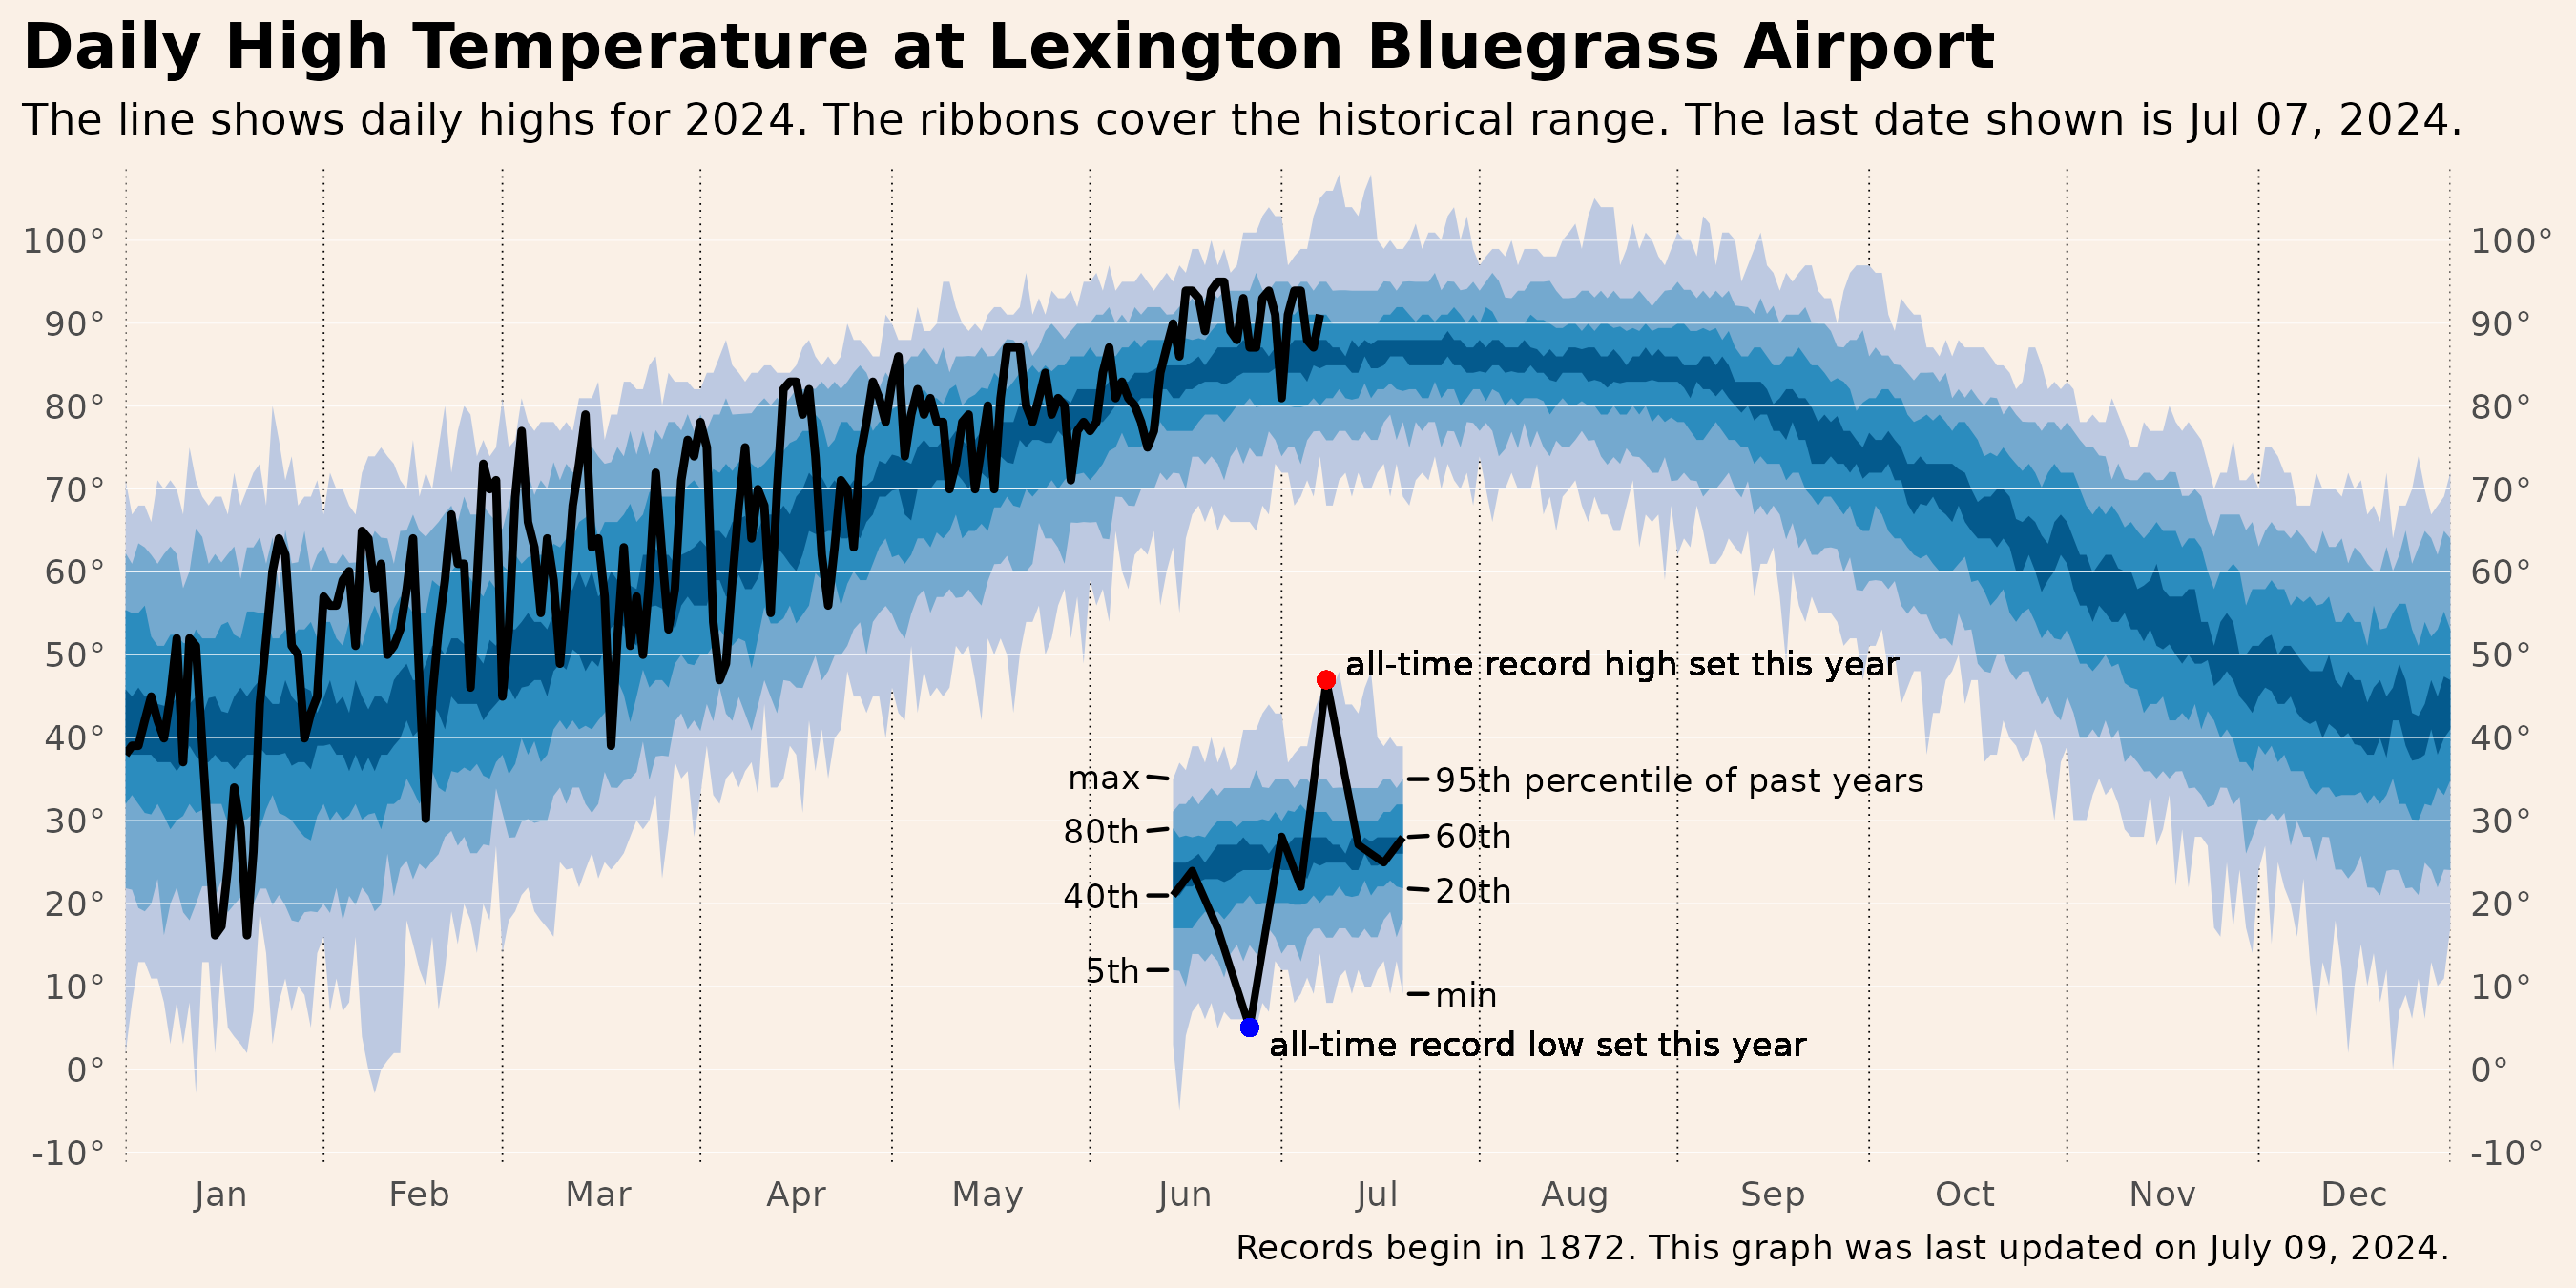 Daily High Temperature at Lexington Bluegrass Airport
The line shows daily highs for 2024. The ribbons cover the historical range. The last date shown is Jul 07, 2024.
100° 100°
90° 90°
80° 80°
70° 70°
60° 60°
50° 50°
40° 40°
30° 30°
20° 20°
10° 10°
0° 0°
-10° -10°
all-time record high set this year
max
95th percentile of past years
80th
60th
40th
20th
5th
min
all-time record low set this year
Jan Feb Mar Apr May Jun Jul Aug Sep Oct Nov Dec
Records begin in 1872. This graph was last updated on July 09, 2024.